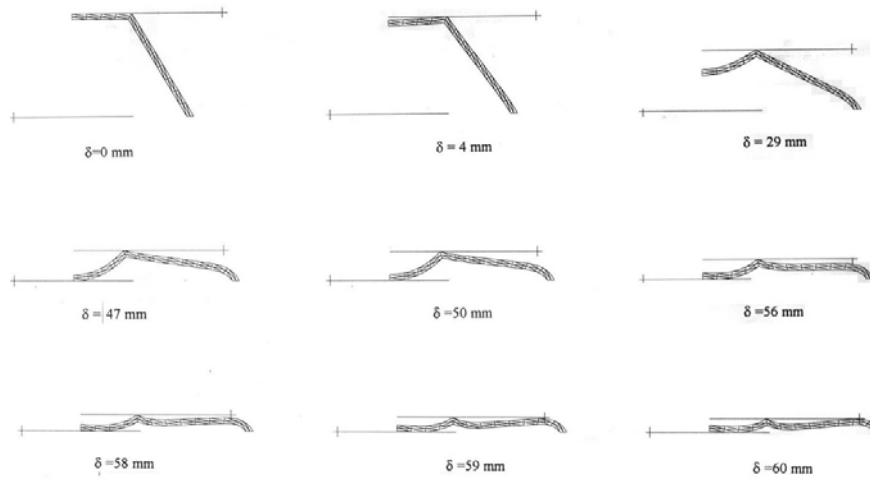 δ=0 mm
δ = 4 mm
δ = 29 mm
δ = 47 mm
δ =50 mm
δ =56 mm
δ =58 mm
δ =59 mm
δ =60 mm